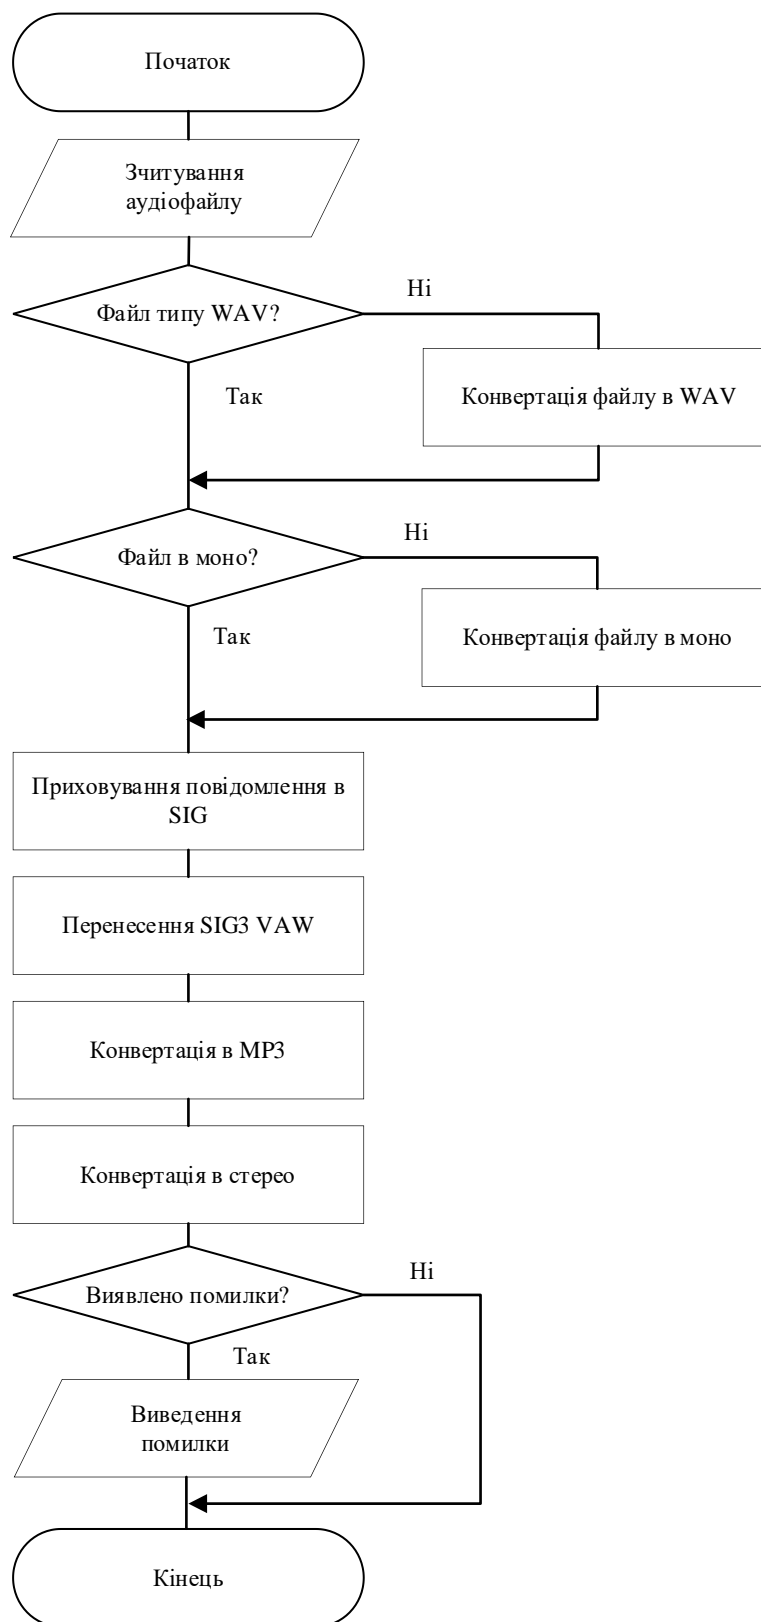 Початок
Зчитування
аудіофайлу
Файл типу WAV?
Ні
Так
Конвертація файлу в WAV
Файл в моно?
Ні
Так
Конвертація файлу в моно
Приховування повідомлення в
SIG
Перенесення SIG3 VAW
Конвертація в MP3
Конвертація в стерео
Виявлено помилки?
Ні
Так
Виведення
помилки
Кінець